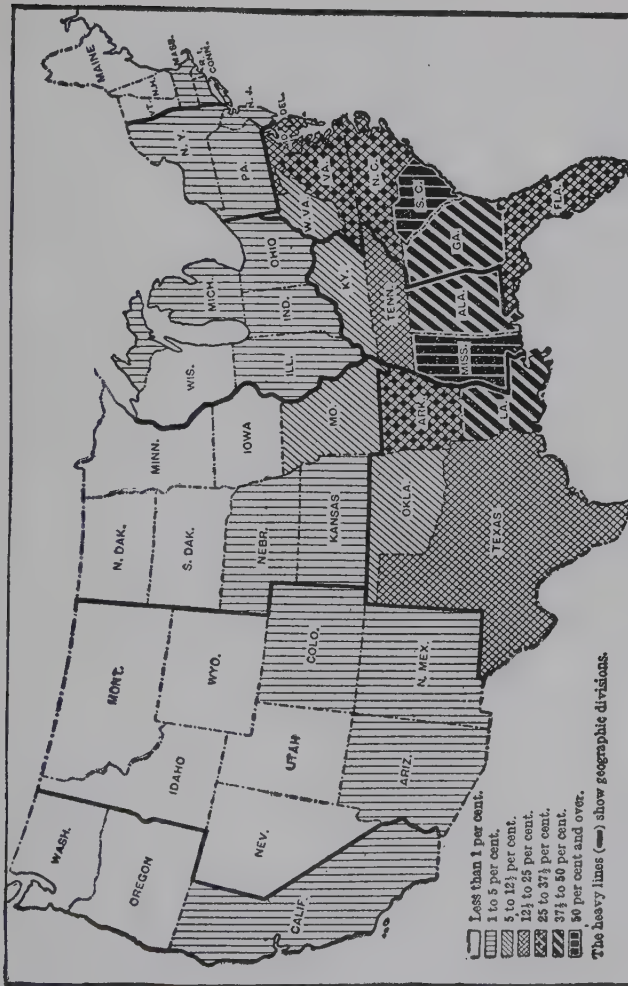 WASH.
OREGON
CALIF.
NEV.
IDAHO
MONT.
WYO.
UTAH
COLO.
ARIZ.
N. MEX.
N. DAK.
S. DAK.
NEBR.
KANSAS
OKLA.
TEXAS
MINN.
IOWA
MO.
ARK.
LA.
WIS.
ILL.
MICH.
IND.
OHIO
KY.
TENN.
MISS.
ALA.
GA.
FLA.
S. C.
N. C.
VA.
W. VA.
PA.
N. Y.
N. J.
DEL.
MD.
VT.
N. H.
MAINE
MASS.
R. I.
CONN.
Less than 1 per cent.
1 to 5 per cent.
5 to 12½ per cent.
12½ to 25 per cent.
25 to 37½ per cent.
37½ to 50 per cent.
50 per cent and over.
The heavy lines (▬) show geographic divisions.